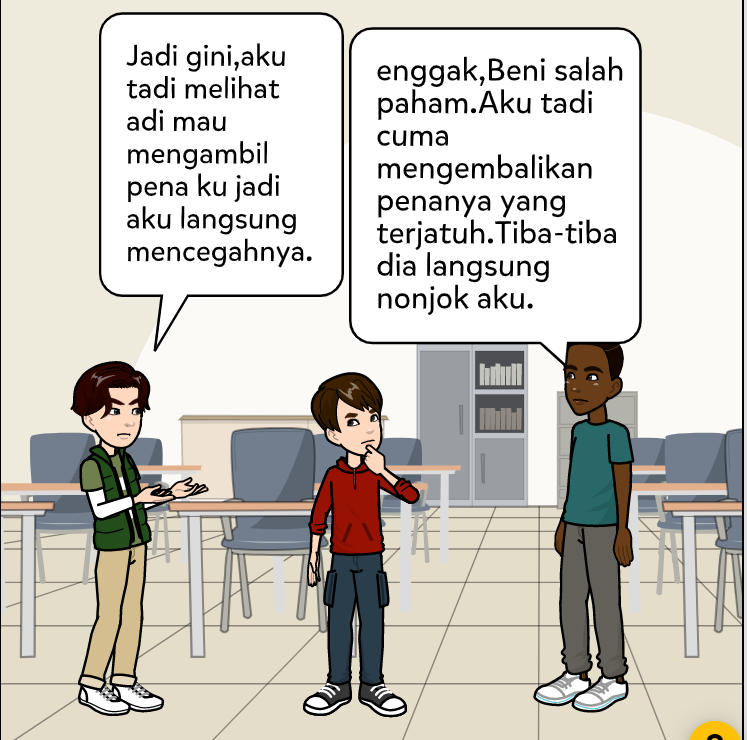 Jadi gini,aku
tadi melihat
adi mau
mengambil
pena ku jadi
aku langsung
mencegahnya.
enggak,Beni salah
paham.Aku tadi
cuma
mengembalikan
penanya yang
terjatuh.Tiba-tiba
dia langsung
nonjok aku.